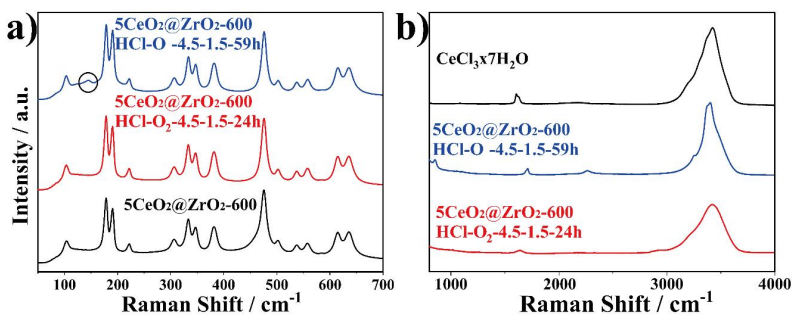 a)
5CeO₂@ZrO₂-600
HCl-O -4.5-1.5-59h
5CeO₂@ZrO₂-600
HCl-O₂-4.5-1.5-24h
5CeO₂@ZrO₂-600
Intensity / a.u.
100 200 300 400 500 600 700
Raman Shift / cm⁻¹
b)
CeCl₃x7H₂O
5CeO₂@ZrO₂-600
HCl-O -4.5-1.5-59h
5CeO₂@ZrO₂-600
HCl-O₂-4.5-1.5-24h
1000 2000 3000 4000
Raman Shift / cm⁻¹